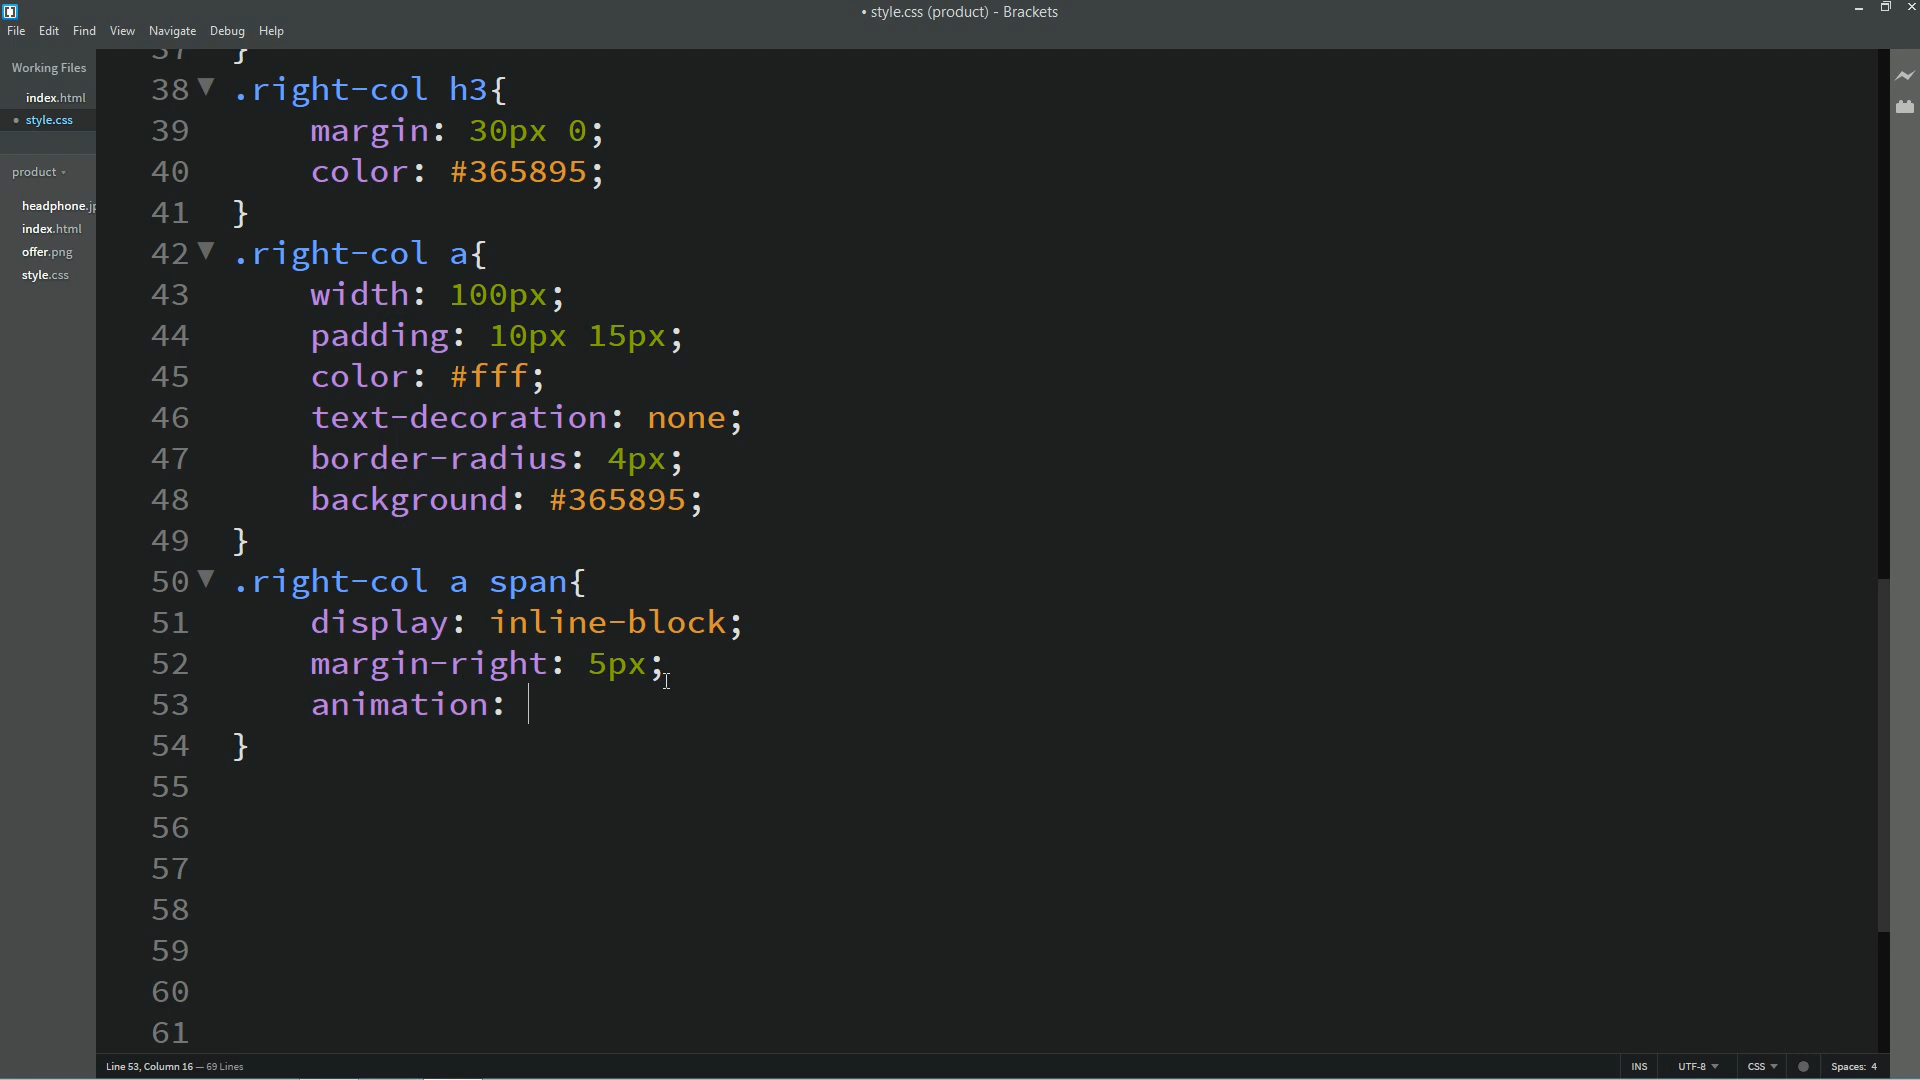 • style.css (product) - Brackets
File Edit Find View Navigate Debug Help
Working Files
index.html
• style.css
product
headphone.jp
index.html
offer.png
style.css
37 }
38 .right-col h3{
39 margin: 30px 0;
40 color: #365895;
41 }
42 .right-col a{
43 width: 100px;
44 padding: 10px 15px;
45 color: #fff;
46 text-decoration: none;
47 border-radius: 4px;
48 background: #365895;
49 }
50 .right-col a span{
51 display: inline-block;
52 margin-right: 5px;
53 animation:
54 }
55
56
57
58
59
60
61
Line 53, Column 16 — 69 Lines
INS UTF-8 CSS Spaces: 4